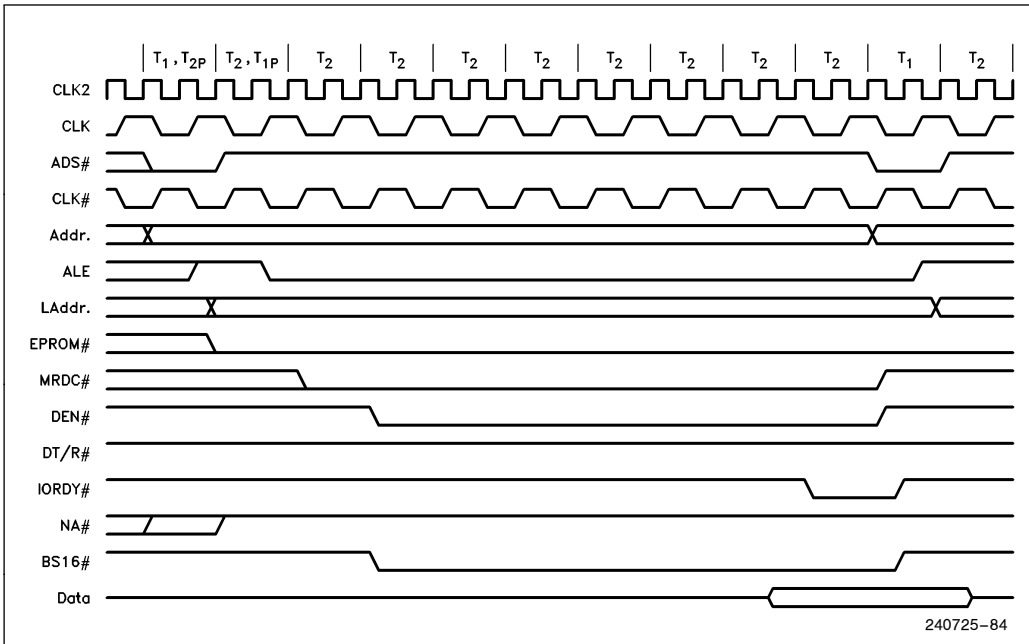 T1, T2P T2, T1P T2 T2 T2 T2 T2 T2 T2 T2 T1 T2
CLK2
CLK
ADS#
CLK#
Addr.
ALE
LAddr.
EPROM#
MRDC#
DEN#
DT/R#
IORDY#
NA#
BS16#
Data
240725-84